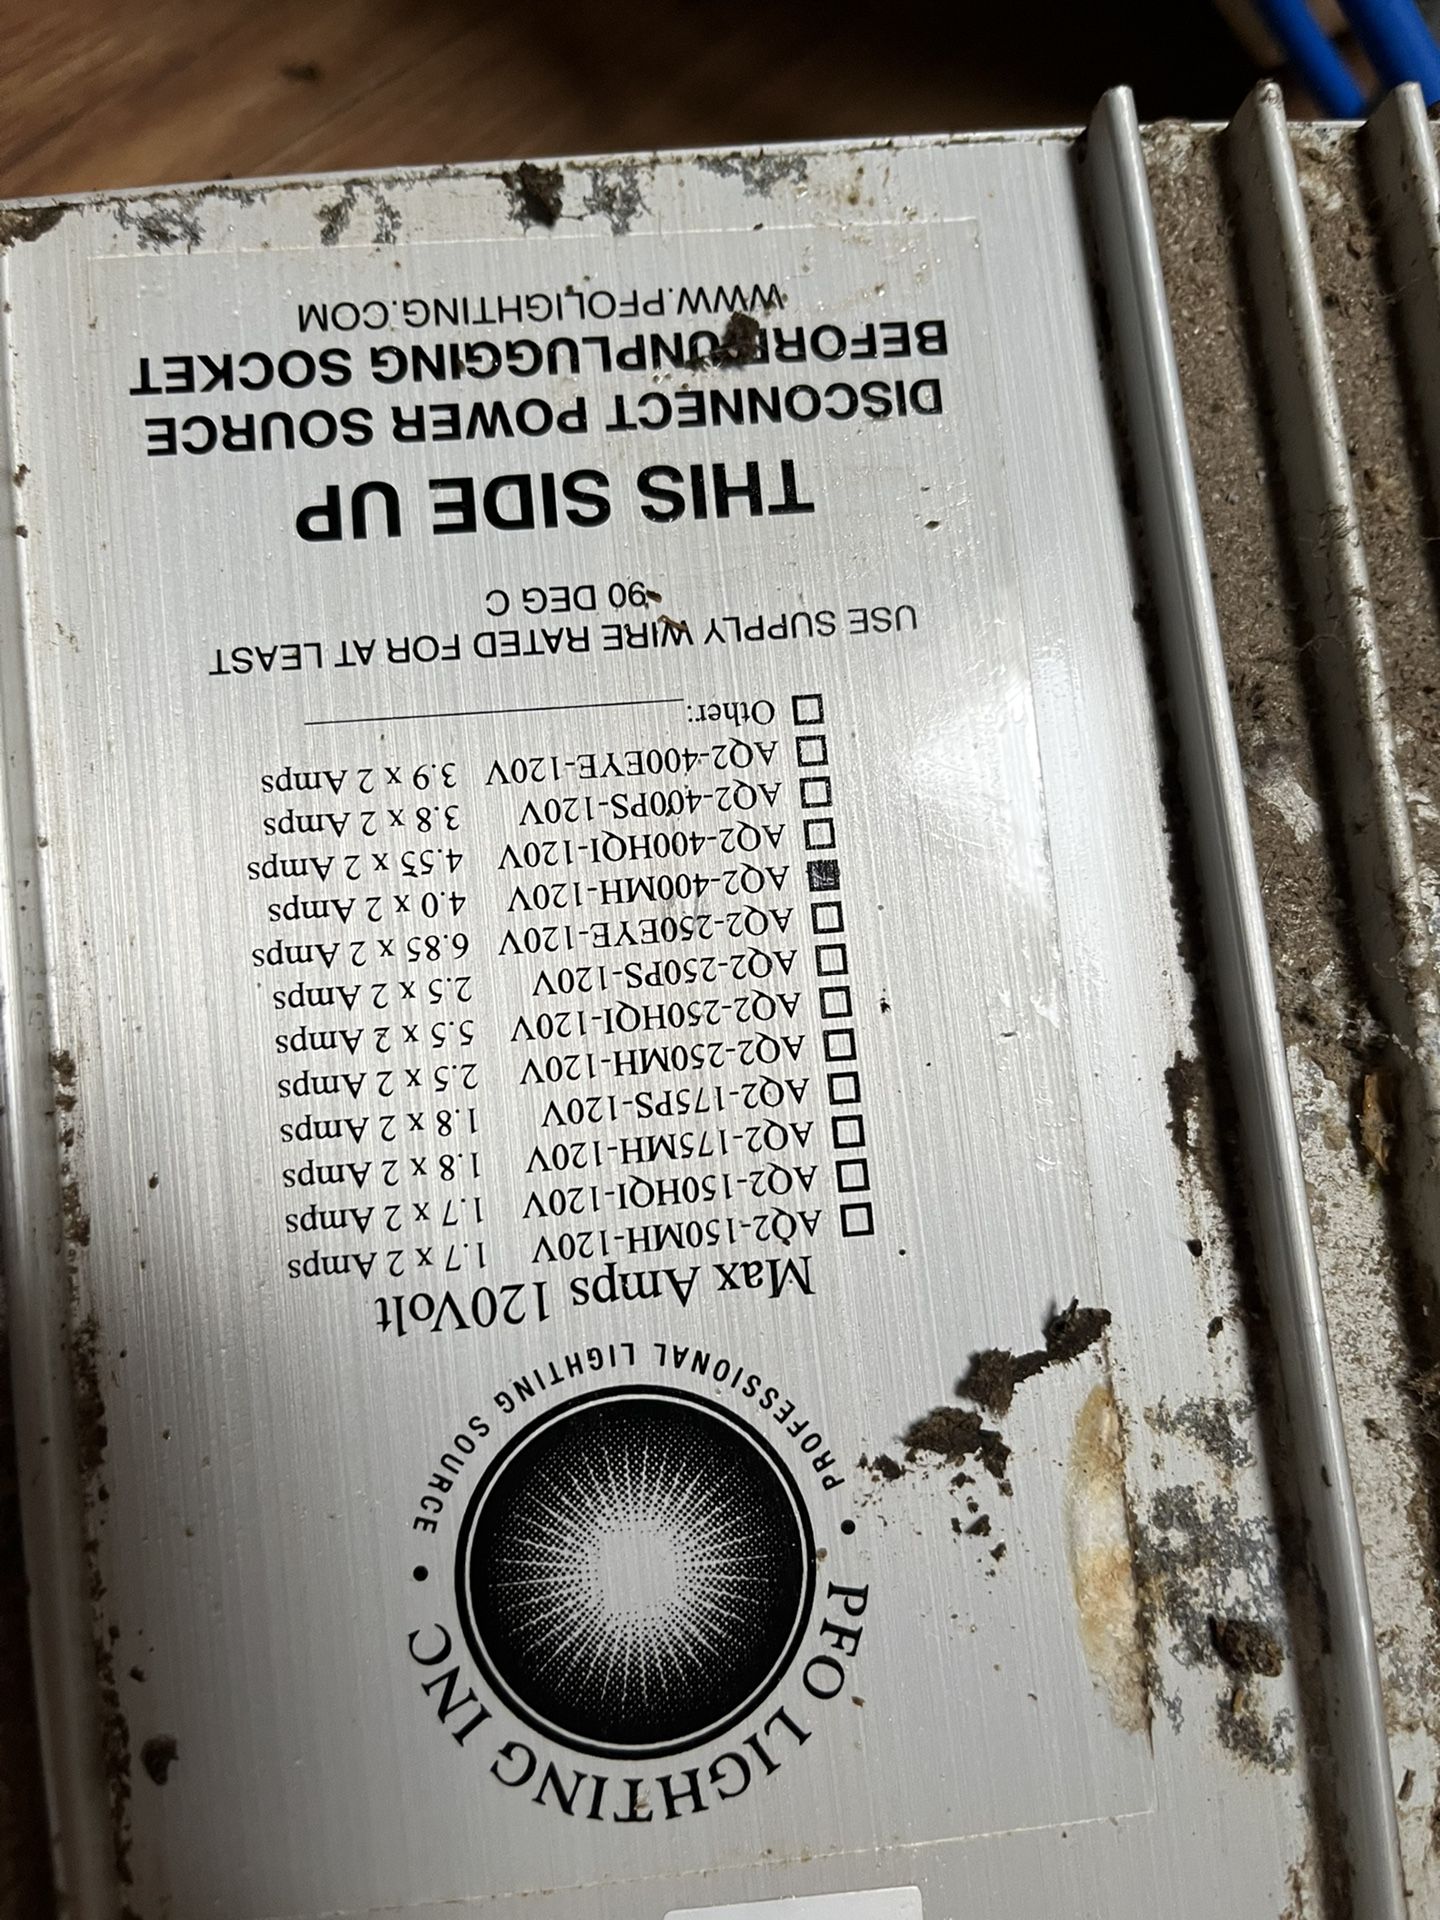 PFO LIGHTING INC
• PROFESSIONAL LIGHTING SOURCE •
Max Amps 120Volt
AQ2-150MH-120V 1.7 x 2 Amps
AQ2-150HQI-120V 1.7 x 2 Amps
AQ2-175MH-120V 1.8 x 2 Amps
AQ2-175PS-120V 1.8 x 2 Amps
AQ2-250MH-120V 2.5 x 2 Amps
AQ2-250HQI-120V 5.5 x 2 Amps
AQ2-250PS-120V 2.5 x 2 Amps
AQ2-250EYE-120V 6.85 x 2 Amps
AQ2-400MH-120V 4.0 x 2 Amps
AQ2-400HQI-120V 4.55 x 2 Amps
AQ2-400PS-120V 3.8 x 2 Amps
AQ2-400EYE-120V 3.9 x 2 Amps
Other:
USE SUPPLY WIRE RATED FOR AT LEAST
90 DEG C
THIS SIDE UP
DISCONNECT POWER SOURCE
BEFORE UNPLUGGING SOCKET
WWW.PFOLIGHTING.COM